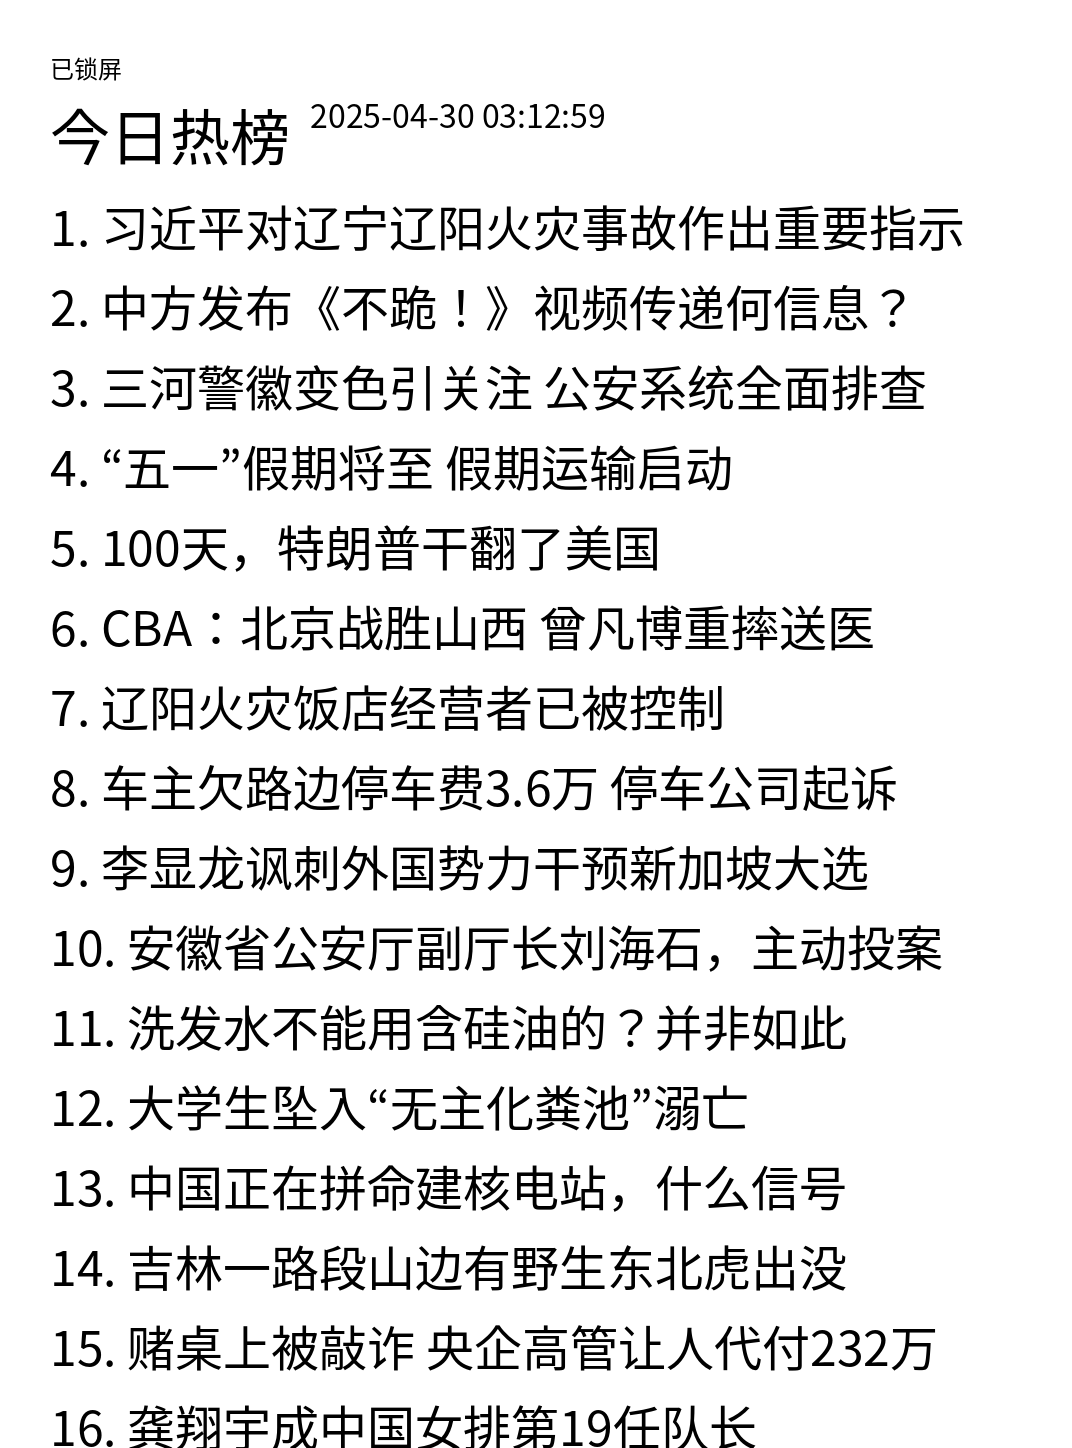 已锁屏
今日热榜 2025-04-30 03:12:59
1. 习近平对辽宁辽阳火灾事故作出重要指示
2. 中方发布《不跪！》视频传递何信息？
3. 三河警徽变色引关注 公安系统全面排查
4. “五一”假期将至 假期运输启动
5. 100天，特朗普干翻了美国
6. CBA：北京战胜山西 曾凡博重摔送医
7. 辽阳火灾饭店经营者已被控制
8. 车主欠路边停车费3.6万 停车公司起诉
9. 李显龙讽刺外国势力干预新加坡大选
10. 安徽省公安厅副厅长刘海石，主动投案
11. 洗发水不能用含硅油的？并非如此
12. 大学生坠入“无主化粪池”溺亡
13. 中国正在拼命建核电站，什么信号
14. 吉林一路段山边有野生东北虎出没
15. 赌桌上被敲诈 央企高管让人代付232万
16. 龚翔宇成中国女排第19任队长